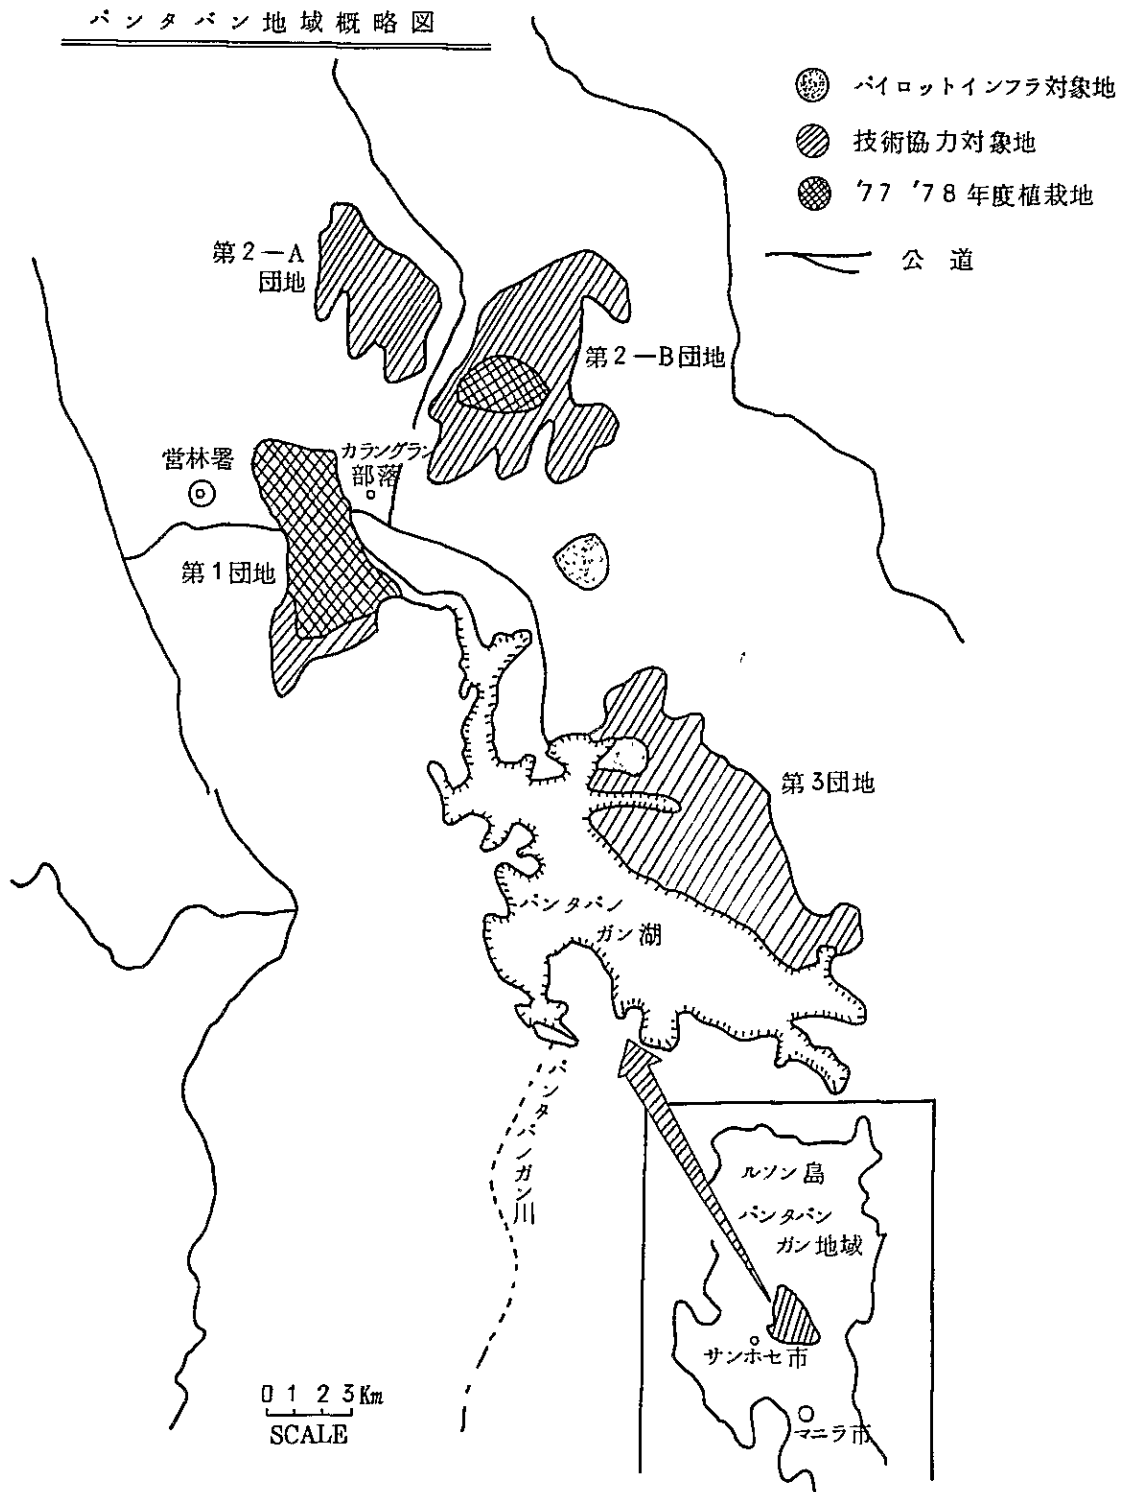 パンタバン地域概略図
パイロットインフラ対象地
技術協力対象地
'77 '78年度植栽地
公道
第2-A
団地
第2-B団地
営林署
カラングラン
部落
第1団地
第3団地
パンタバン
ガン湖
パンタバンガン川
ルソン島
パンタバン
ガン地域
サンホセ市
マニラ市
0 1 2 3 Km
SCALE